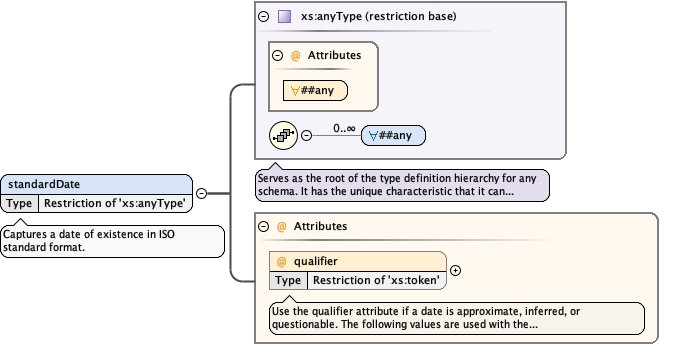 xs:anyType (restriction base)
@ Attributes
∀##any
0..∞ ∀##any
Serves as the root of the type definition hierarchy for any
schema. It has the unique characteristic that it can...
standardDate
Type Restriction of 'xs:anyType'
Captures a date of existence in ISO
standard format.
@ Attributes
@ qualifier
Type Restriction of 'xs:token'
Use the qualifier attribute if a date is approximate, inferred, or
questionable. The following values are used with the...